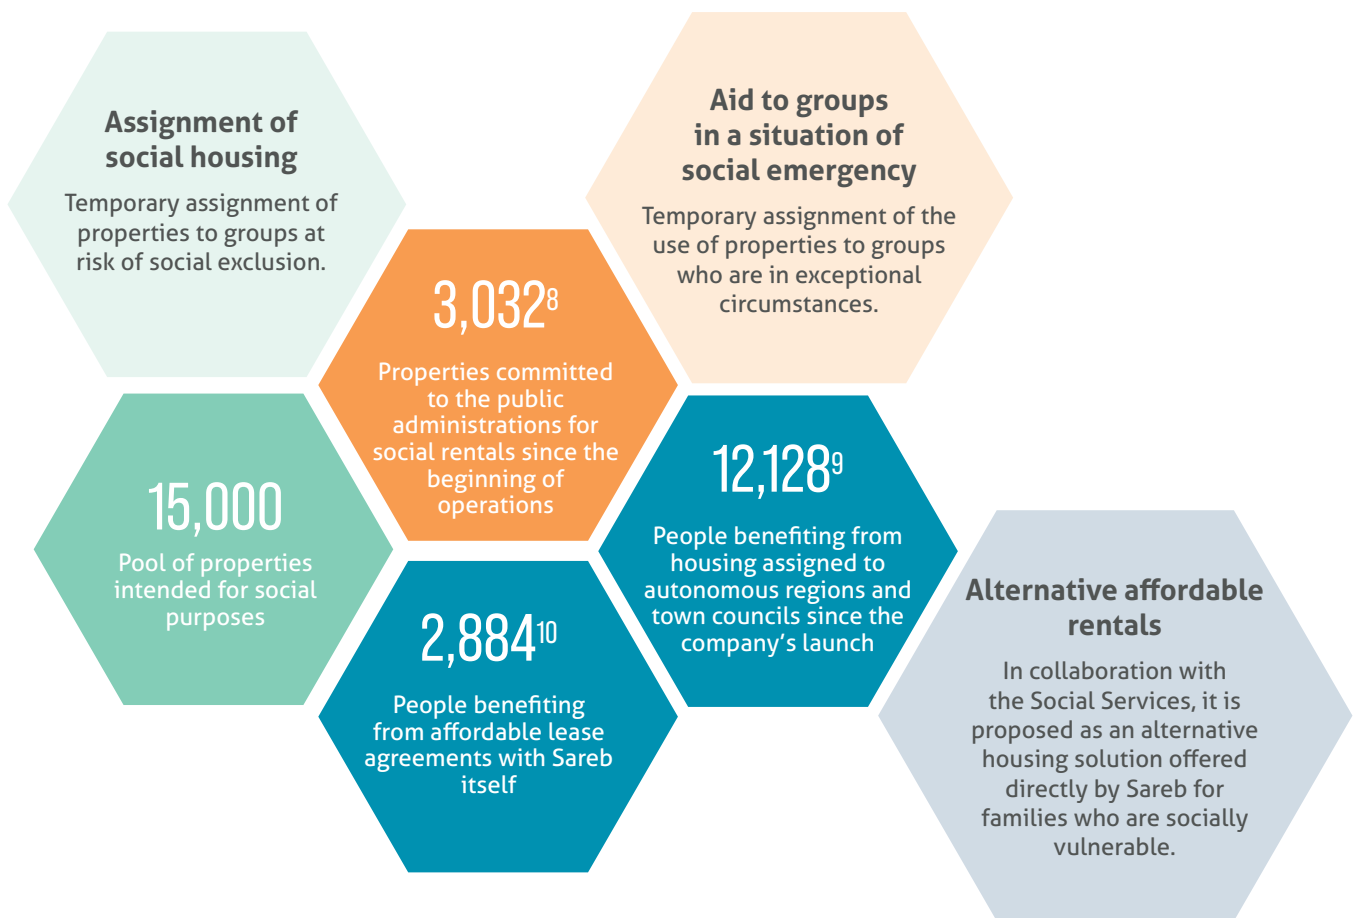 Assignment of
social housing
Temporary assignment of
properties to groups at
risk of social exclusion.
Aid to groups
in a situation of
social emergency
Temporary assignment of the
use of properties to groups
who are in exceptional
circumstances.
3,032⁸
Properties committed
to the public
administrations for
social rentals since the
beginning of
operations
15,000
Pool of properties
intended for social
purposes
12,128⁹
People benefiting from
housing assigned to
autonomous regions and
town councils since the
company's launch
2,884¹⁰
People benefiting
from affordable lease
agreements with Sareb
itself
Alternative affordable
rentals
In collaboration with
the Social Services, it is
proposed as an alternative
housing solution offered
directly by Sareb for
families who are socially
vulnerable.